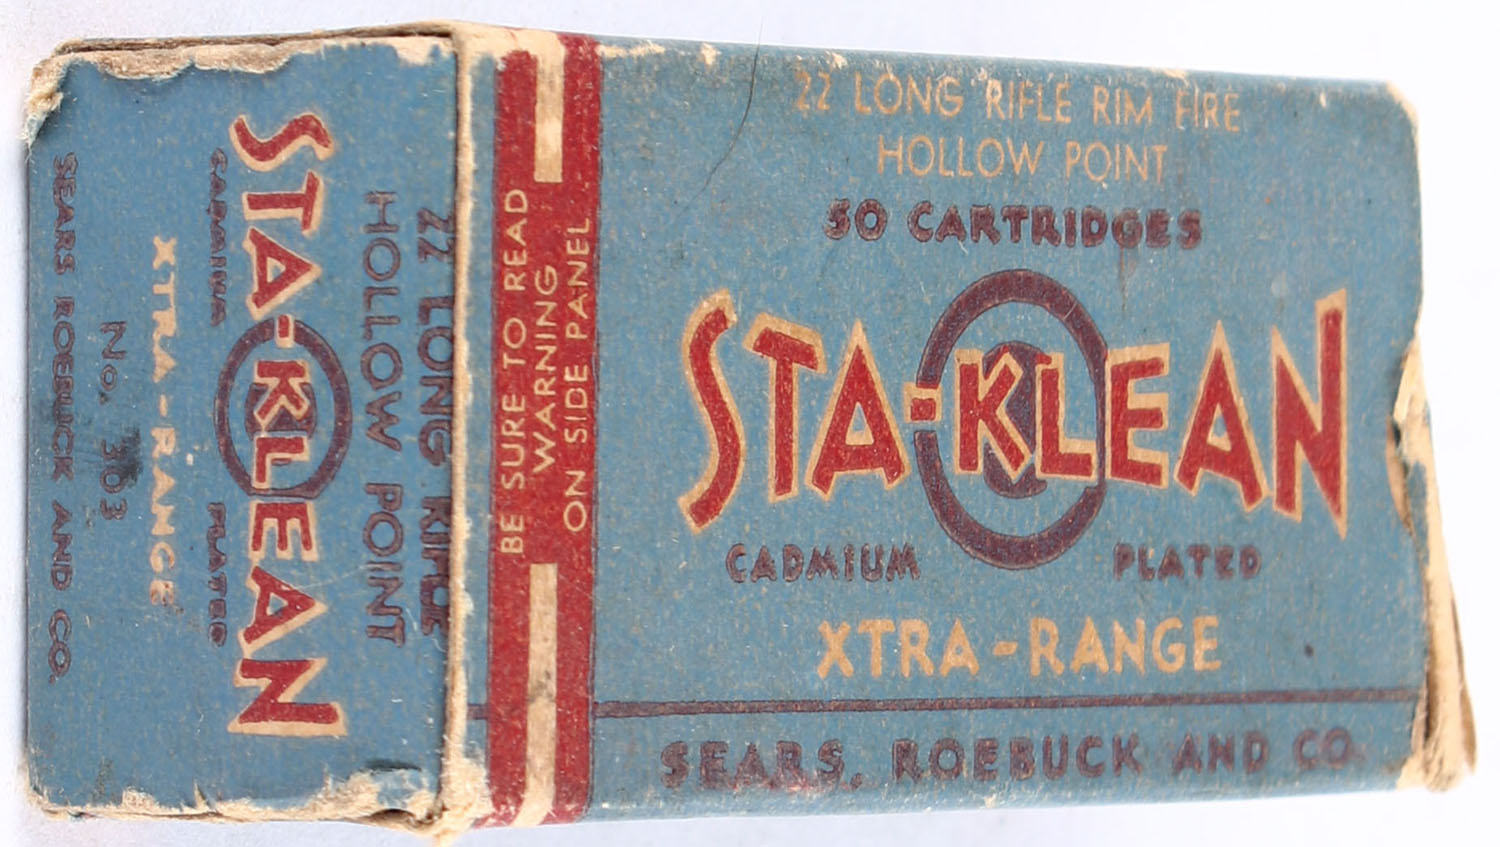 22 LONG RIFLE RIM FIRE
HOLLOW POINT
50 CARTRIDGES
STA-KLEAN
CADMIUM PLATED
XTRA-RANGE
SEARS, ROEBUCK AND CO.
BE SURE TO READ
WARNING
ON SIDE PANEL
22 LONG RIFLE
HOLLOW POINT
STA-KLEAN
CADMIUM PLATED
XTRA-RANGE
No. 303
SEARS ROEBUCK AND CO.